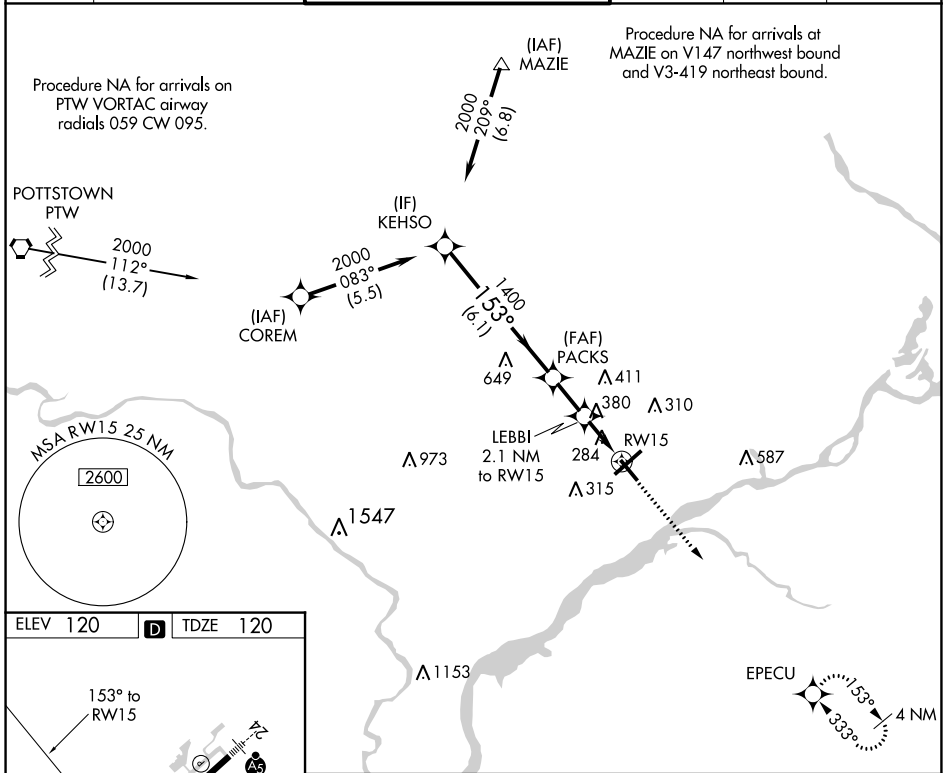 (IAF)
MAZIE
Procedure NA for arrivals at
MAZIE on V147 northwest bound
and V3-419 northeast bound.
Procedure NA for arrivals on
PTW VORTAC airway
radials 059 CW 095.
2000
209°
(6.8)
POTTSTOWN
PTW
2000
112°
(13.7)
(IF)
KEHSO
2000
083°
(5.5)
(IAF)
COREM
1400
153°
(6.1)
(FAF)
PACKS
649
411
380
310
LEBBI
2.1 NM
to RW15
284
RW15
973
587
315
MSA RW15 25 NM
2600
1547
ELEV 120 D TDZE 120
1153
EPECU
153°
333°
4 NM
153° to
RW15
24
P
A5